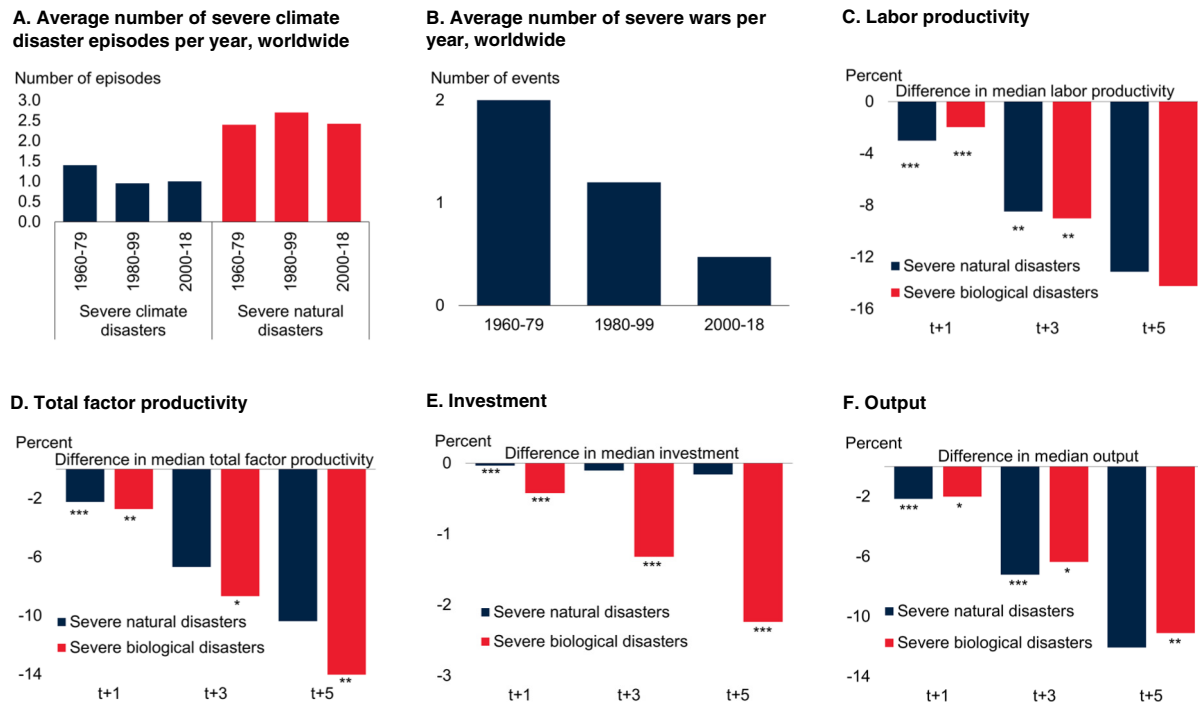 A. Average number of severe climate
disaster episodes per year, worldwide
Number of episodes
3.0
2.5
2.0
1.5
1.0
0.5
0.0
1960-79
1980-99
2000-18
1960-79
1980-99
2000-18
Severe climate
disasters
Severe natural
disasters
B. Average number of severe wars per
year, worldwide
Number of events
2
1
0
1960-79 1980-99 2000-18
C. Labor productivity
Percent
Difference in median labor productivity
0
-4
-8
-12
-16
*** ***
** **
Severe natural disasters
Severe biological disasters
t+1 t+3 t+5
D. Total factor productivity
Percent
Difference in median total factor productivity
-2
-6
-10
-14
*** **
*
**
Severe natural disasters
Severe biological disasters
t+1 t+3 t+5
E. Investment
Percent
Difference in median investment
0
-1
-2
-3
***
***
***
***
Severe natural disasters
Severe biological disasters
t+1 t+3 t+5
F. Output
Percent
Difference in median output
-2
-6
-10
-14
*** *
*** *
**
Severe natural disasters
Severe biological disasters
t+1 t+3 t+5